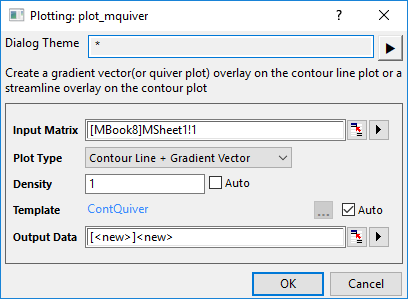 Plotting: plot_mquiver
Dialog Theme *
Create a gradient vector(or quiver plot) overlay on the contour line plot or a
streamline overlay on the contour plot
Input Matrix [MBook8]MSheet1!1
Plot Type Contour Line + Gradient Vector
Density 1 Auto
Template ContQuiver ... Auto
Output Data [<new>]<new>
OK Cancel